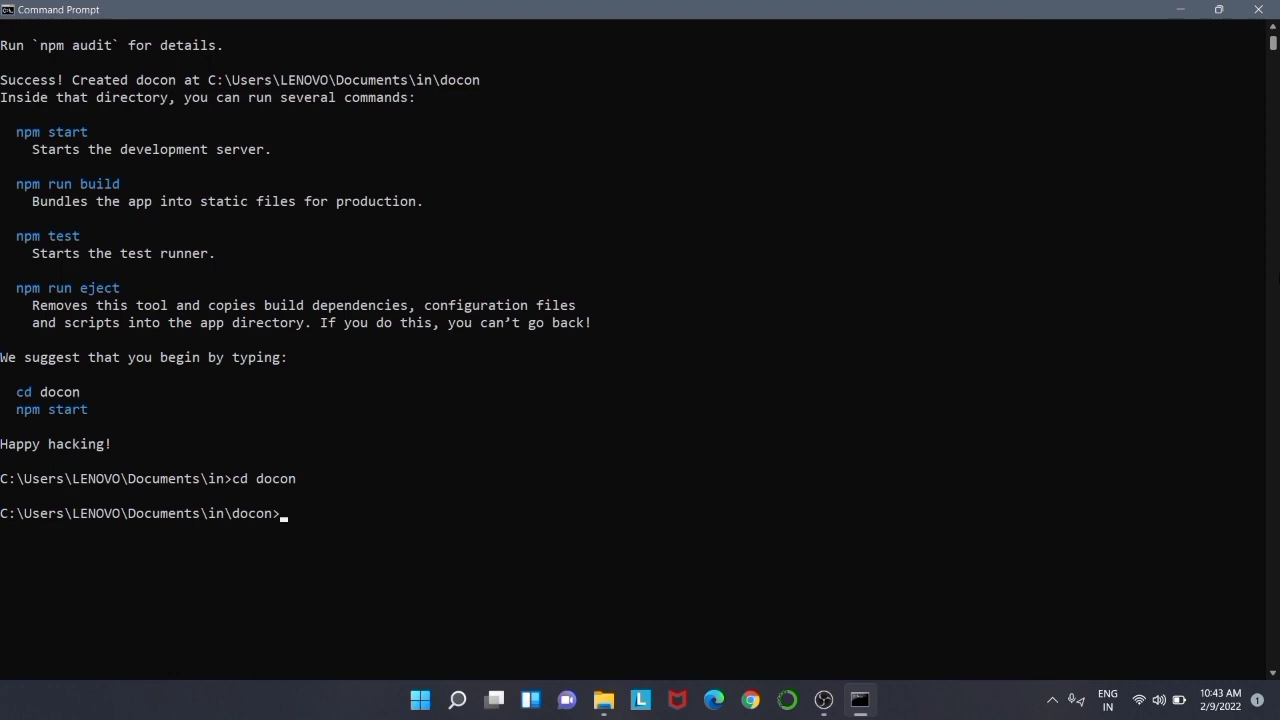 Command Prompt
Run `npm audit` for details.
Success! Created docon at C:\Users\LENOVO\Documents\in\docon
Inside that directory, you can run several commands:
npm start
Starts the development server.
npm run build
Bundles the app into static files for production.
npm test
Starts the test runner.
npm run eject
Removes this tool and copies build dependencies, configuration files
and scripts into the app directory. If you do this, you can’t go back!
We suggest that you begin by typing:
cd docon
npm start
Happy hacking!
C:\Users\LENOVO\Documents\in>cd docon
C:\Users\LENOVO\Documents\in\docon>
L
ENG
IN
10:43 AM
2/9/2022
1